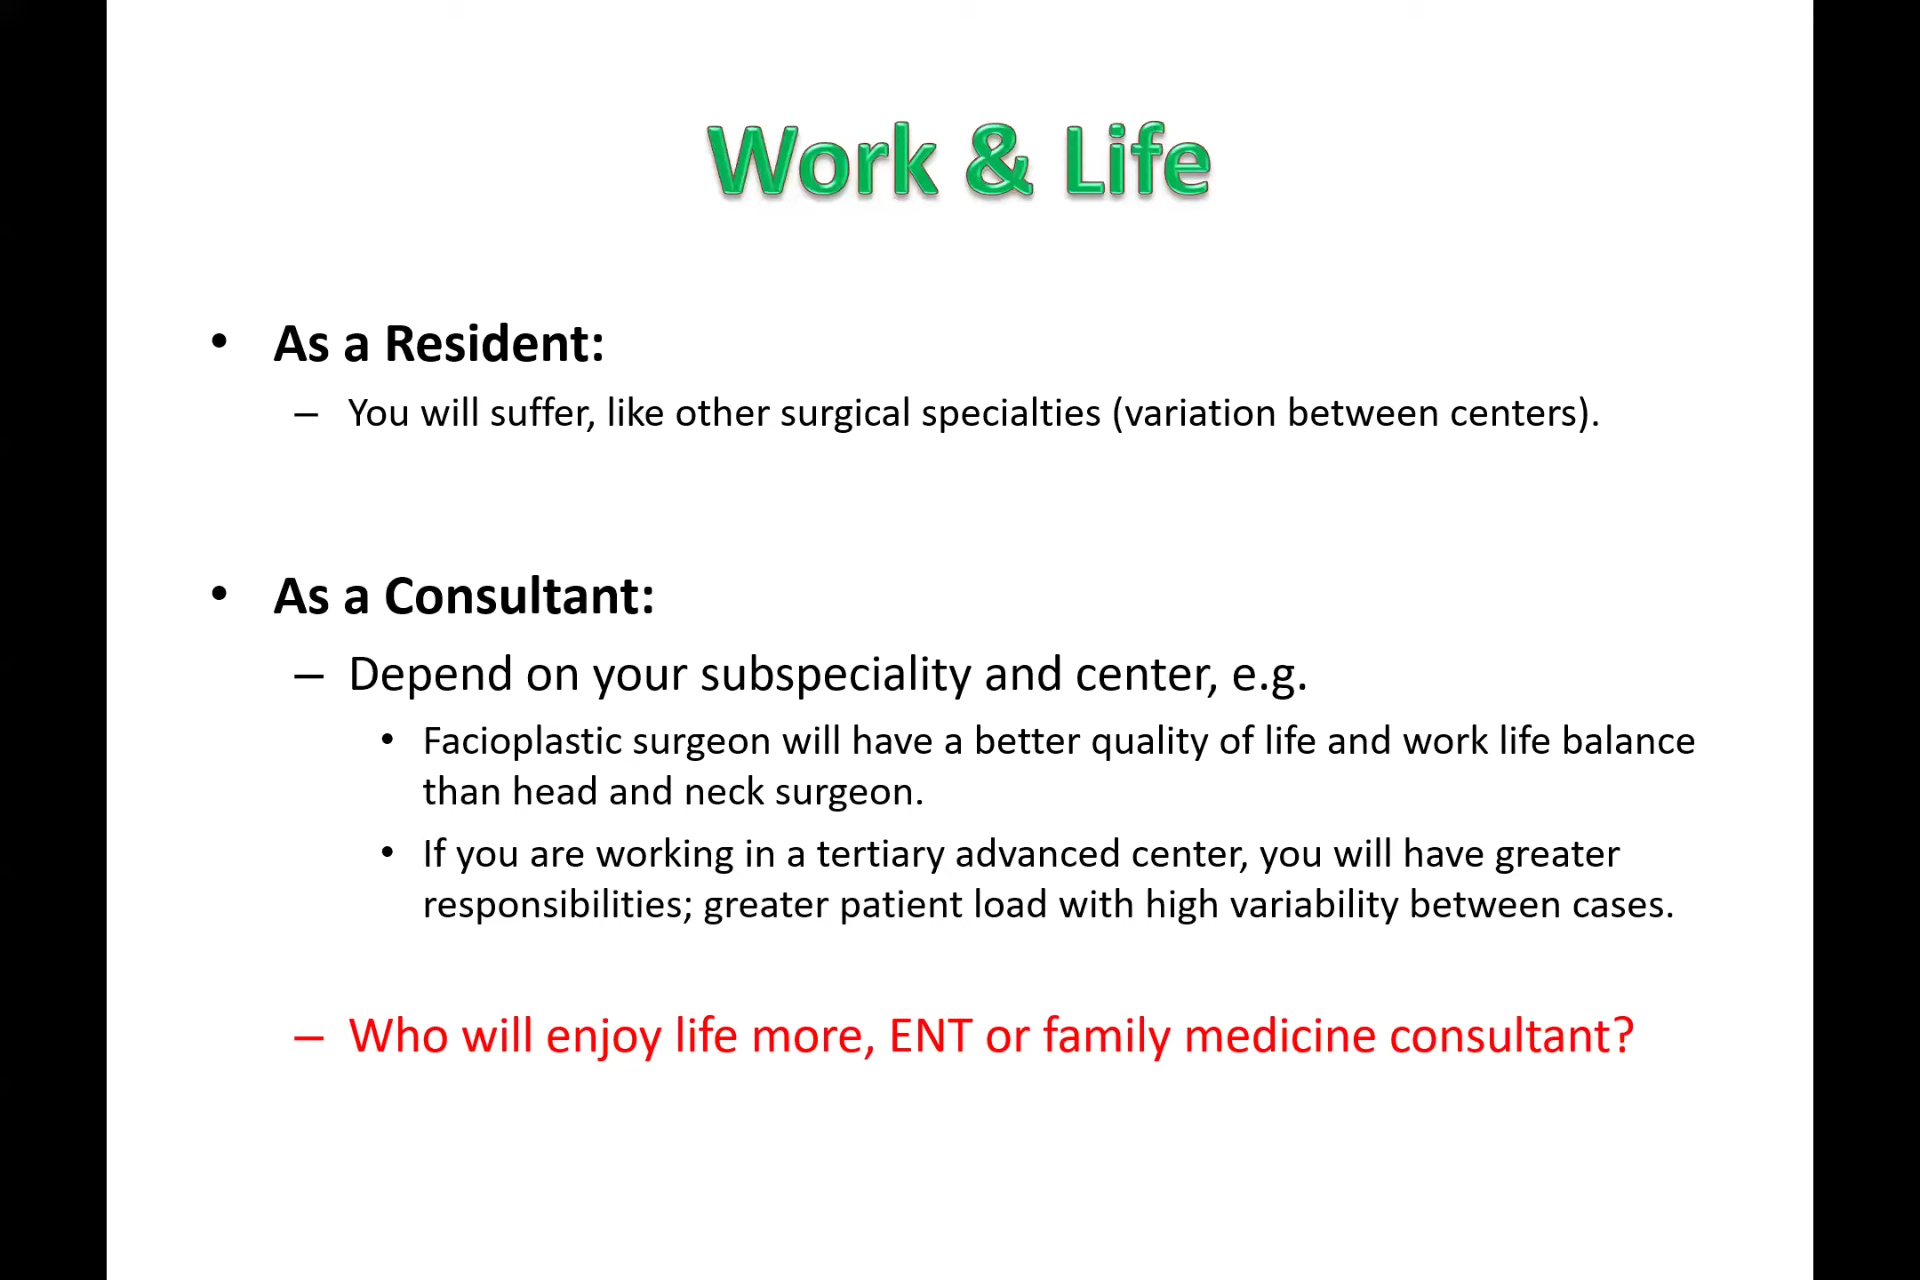 Work & Life
• As a Resident:
– You will suffer, like other surgical specialties (variation between centers).
• As a Consultant:
– Depend on your subspeciality and center, e.g.
• Facioplastic surgeon will have a better quality of life and work life balance
than head and neck surgeon.
• If you are working in a tertiary advanced center, you will have greater
responsibilities; greater patient load with high variability between cases.
– Who will enjoy life more, ENT or family medicine consultant?